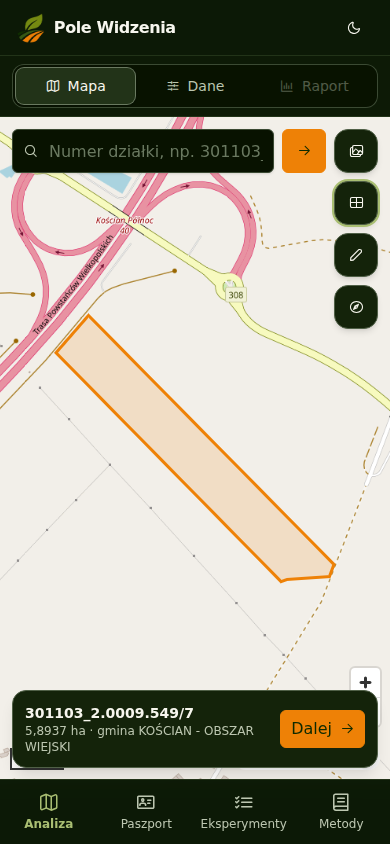 Pole Widzenia
Mapa
Dane
Raport
Numer działki, np. 301103_
Kościan Północ
40
Trasa Powstańców Wielkopolskich
308
+
301103_2.0009.549/7
5,8937 ha · gmina KOŚCIAN - OBSZAR
WIEJSKI
Dalej →
Analiza
Paszport
Eksperymenty
Metody